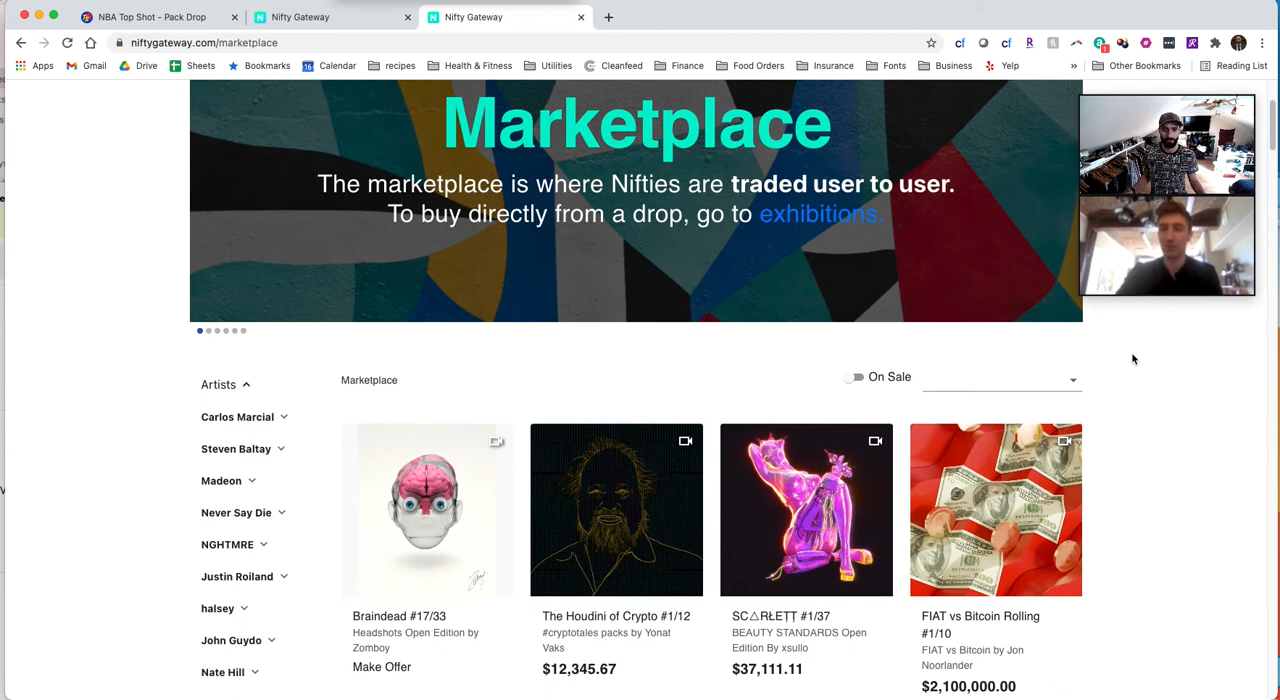 NBA Top Shot - Pack Drop
Nifty Gateway
Nifty Gateway
niftygateway.com/marketplace
Apps Gmail Drive Sheets Bookmarks Calendar recipes Health & Fitness Utilities Cleanfeed Finance Food Orders Insurance Fonts Business Yelp » Other Bookmarks Reading List
Marketplace
The marketplace is where Nifties are traded user to user.
To buy directly from a drop, go to exhibitions.
Artists
Marketplace
On Sale
Carlos Marcial
Steven Baltay
Madeon
Never Say Die
NGHTMRE
Justin Roiland
halsey
John Guydo
Nate Hill
Braindead #17/33
Headshots Open Edition by
Zomboy
Make Offer
The Houdini of Crypto #1/12
#cryptotales packs by Yonat
Vaks
$12,345.67
SC△RŁEŢŢ #1/37
BEAUTY STANDARDS Open
Edition By xsullo
$37,111.11
FIAT vs Bitcoin Rolling
#1/10
FIAT vs Bitcoin by Jon
Noorlander
$2,100,000.00